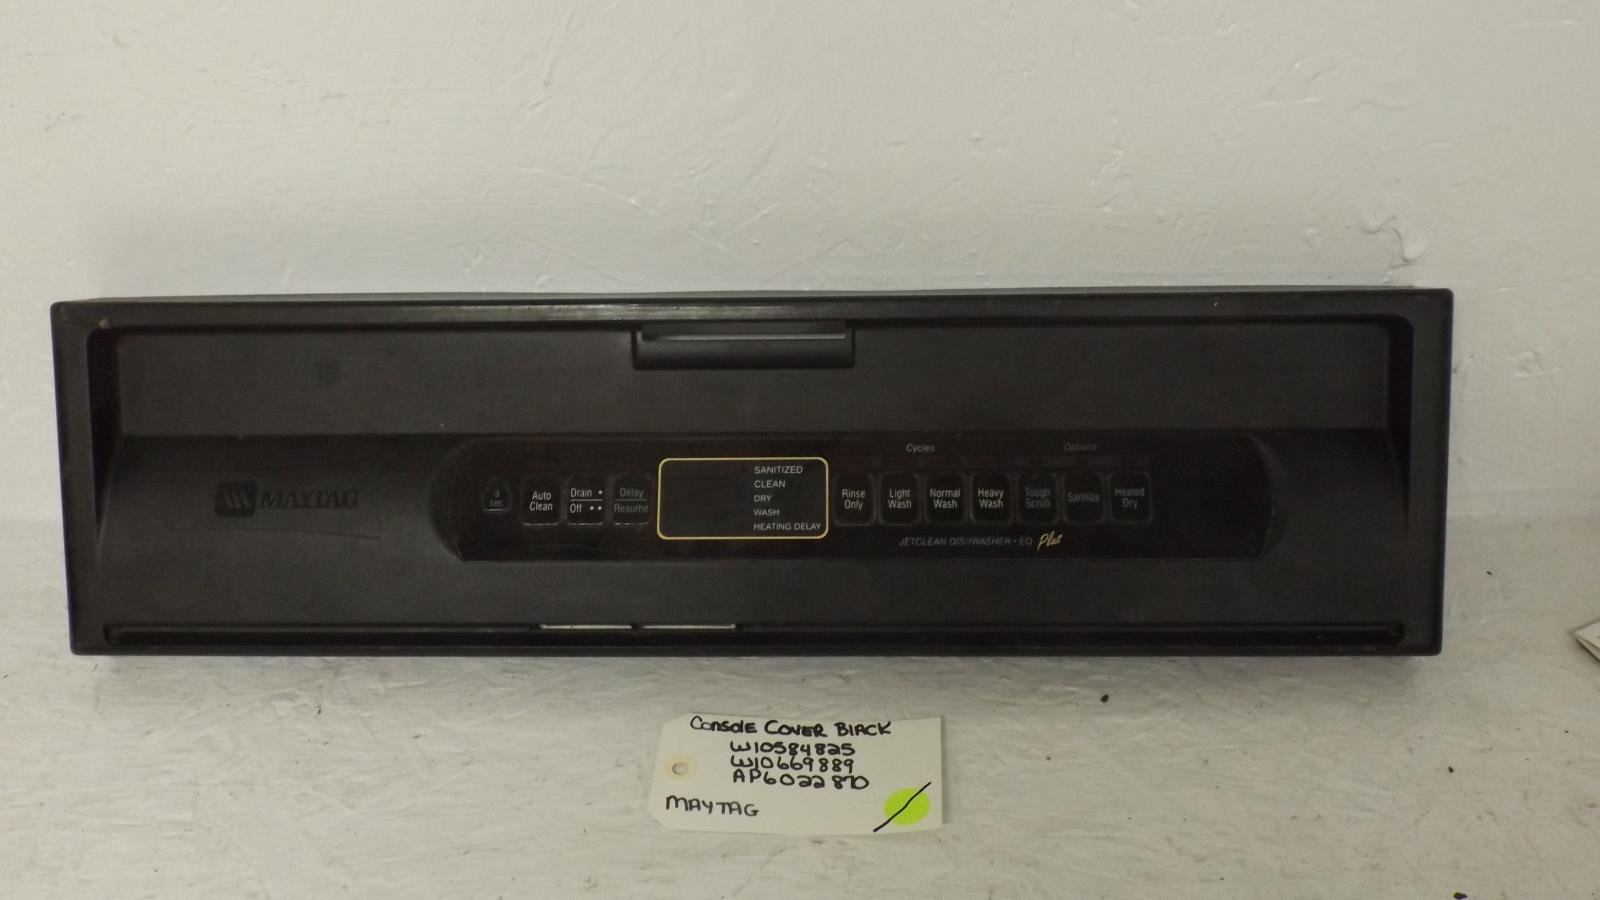 MAYTAG
3 sec
Auto Clean
Drain •
Off ••
Delay
Resume
SANITIZED
CLEAN
DRY
WASH
HEATING DELAY
Cycles
Options
Rinse Only
Light Wash
Normal Wash
Heavy Wash
Tough Scrub
Sanitize
Heated Dry
JETCLEAN DISHWASHER - EQ Plus
CONSOLE COVER BLACK
W10584825
W10669889
AP6022870
MAYTAG